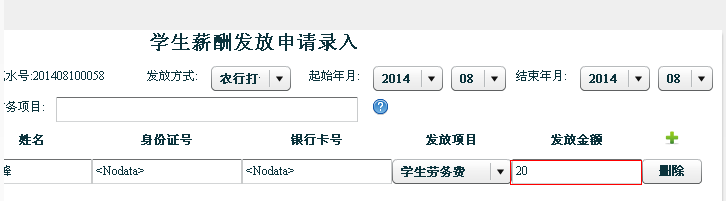 学生薪酬发放申请录入
水号:201408100058 发放方式: 农行打 起始年月: 2014 08 结束年月: 2014 08
务项目:
姓名 身份证号 银行卡号 发放项目 发放金额
<Nodata> <Nodata> 学生劳务费 20 删除